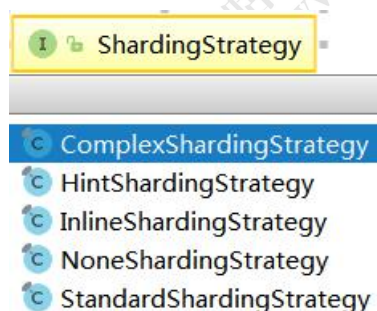 ShardingStrategy
ComplexShardingStrategy
HintShardingStrategy
InlineShardingStrategy
NoneShardingStrategy
StandardShardingStrategy